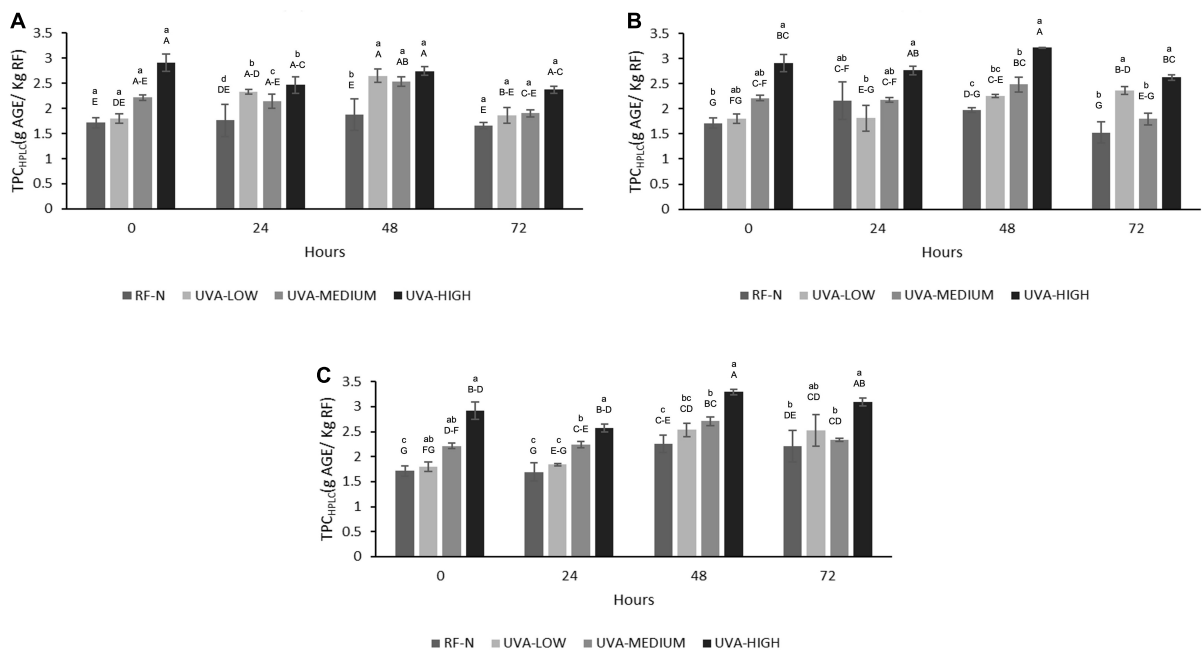 A
TPCHPLC(g AGE/ Kg RF)
3.5
3
2.5
2
1.5
1
0.5
0
a a a a
E DE A-E A
d b c b
DE A-D A-E A-C
b a a a
E A AB A
a a a a
E B-E C-E A-C
0 24 48 72
Hours
RF-N UVA-LOW UVA-MEDIUM UVA-HIGH
B
TPCHPLC(g AGE/ Kg RF)
3.5
3
2.5
2
1.5
1
0.5
0
b ab ab a
G FG C-F BC
ab b ab a
C-F E-G C-F AB
c bc b a
D-G C-E BC A
b a b a
G B-D E-G BC
0 24 48 72
Hours
RF-N UVA-LOW UVA-MEDIUM UVA-HIGH
C
TPCHPLC(g AGE/ Kg RF)
3.5
3
2.5
2
1.5
1
0.5
0
c ab ab a
G FG D-F B-D
c c b a
G E-G C-E B-D
c bc b a
C-E CD BC A
b ab b a
DE CD CD AB
0 24 48 72
Hours
RF-N UVA-LOW UVA-MEDIUM UVA-HIGH